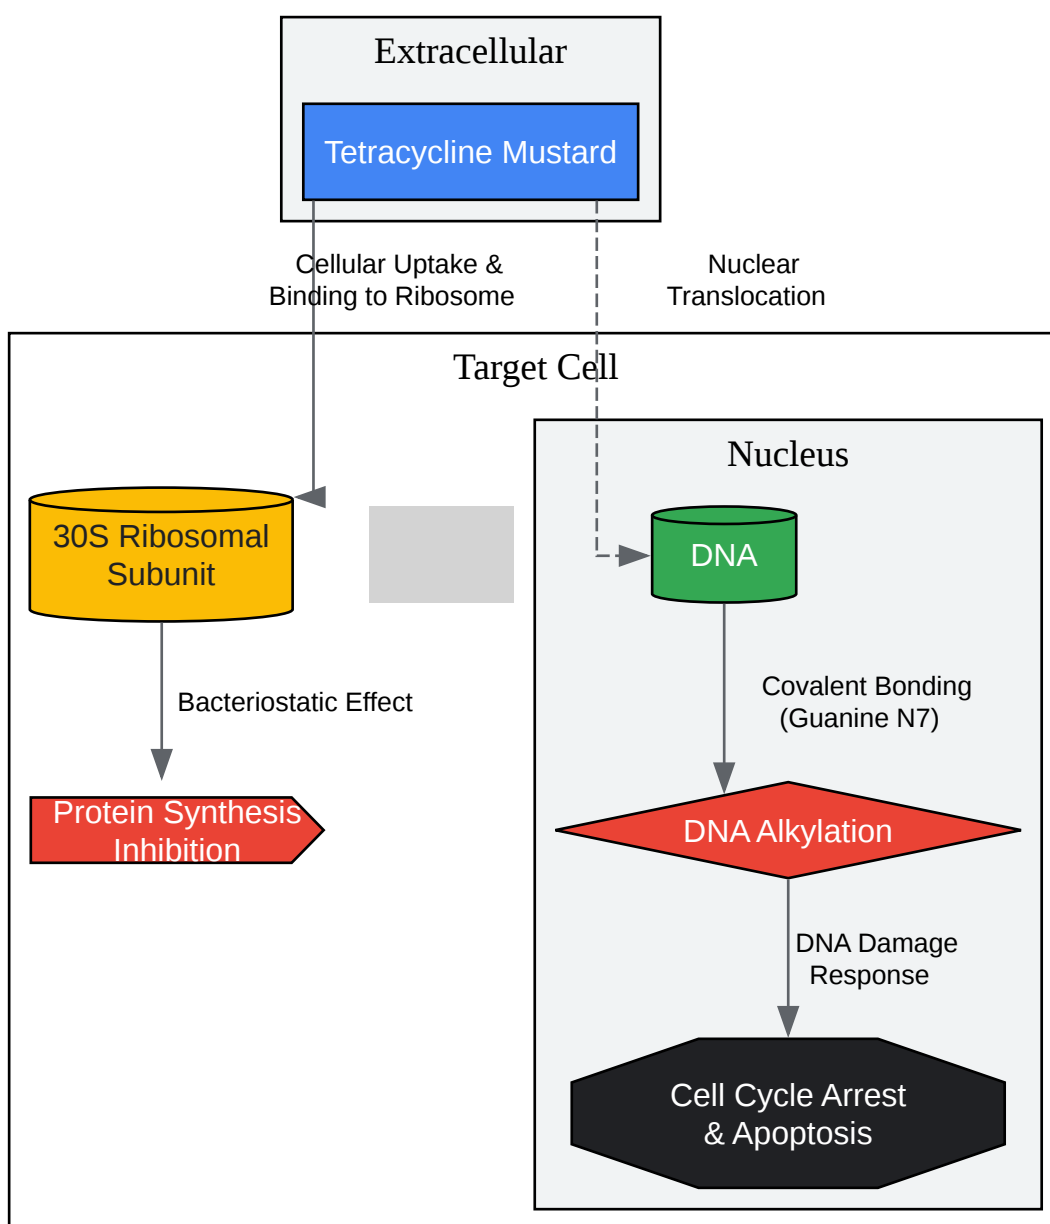 Extracellular
Tetracycline Mustard
Cellular Uptake &
Binding to Ribosome
Nuclear
Translocation
Target Cell
Nucleus
30S Ribosomal
Subunit
DNA
Bacteriostatic Effect
Covalent Bonding
(Guanine N7)
Protein Synthesis
Inhibition
DNA Alkylation
DNA Damage
Response
Cell Cycle Arrest
& Apoptosis